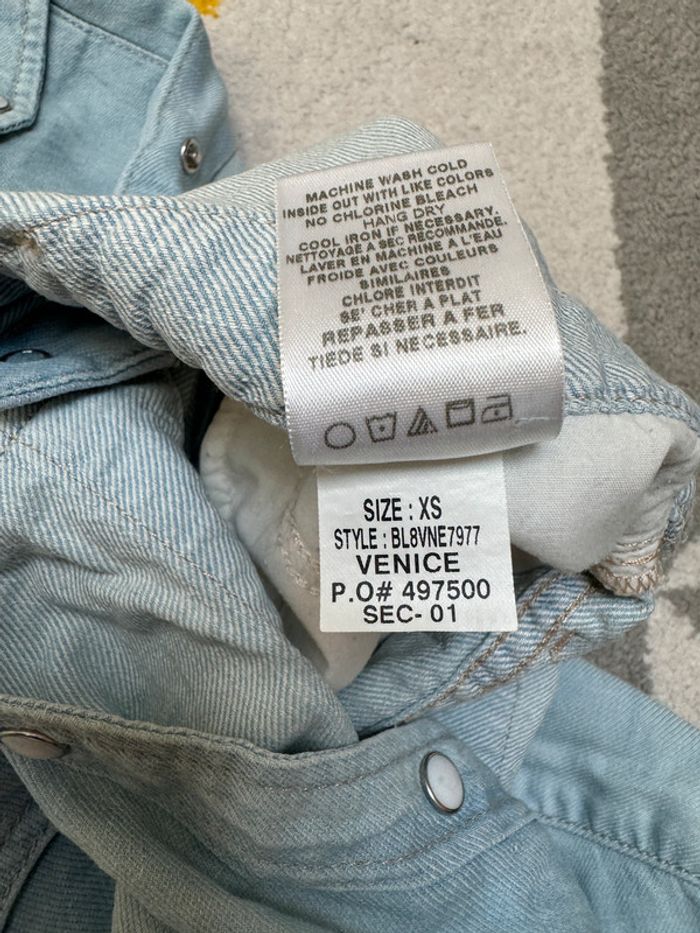 MACHINE WASH COLD
INSIDE OUT WITH LIKE COLORS
NO CHLORINE BLEACH
HANG DRY
COOL IRON IF NECESSARY.
NETTOYAGE A SEC RECOMMANDE.
LAVER EN MACHINE A L'EAU
FROIDE AVEC COULEURS
SIMILAIRES
CHLORE INTERDIT
SE' CHER A PLAT
REPASSER A FER
TIEDE SI NECESSAIRE.
SIZE : XS
STYLE : BL8VNE7977
VENICE
P.O# 497500
SEC- 01